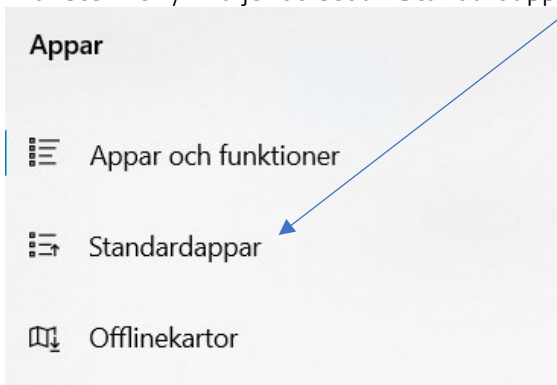 Appar
Appar och funktioner
Standardappar
Offlinekartor